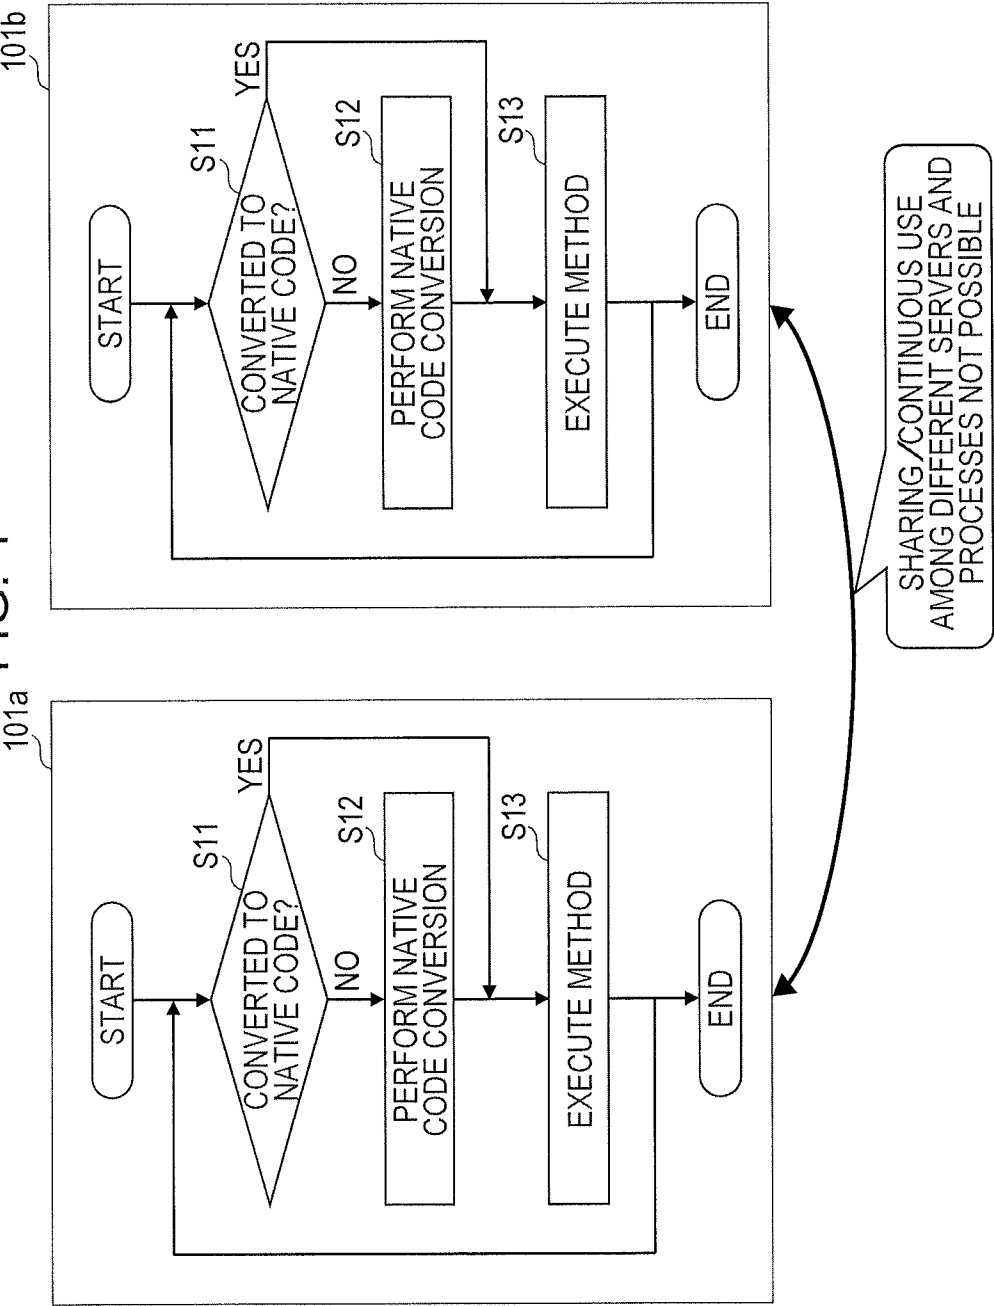 101a
START
CONVERTED TO
NATIVE CODE?
S11
YES
NO
S12
PERFORM NATIVE
CODE CONVERSION
S13
EXECUTE METHOD
END
101b
START
CONVERTED TO
NATIVE CODE?
S11
YES
NO
S12
PERFORM NATIVE
CODE CONVERSION
S13
EXECUTE METHOD
END
SHARING/CONTINUOUS USE
AMONG DIFFERENT SERVERS AND
PROCESSES NOT POSSIBLE